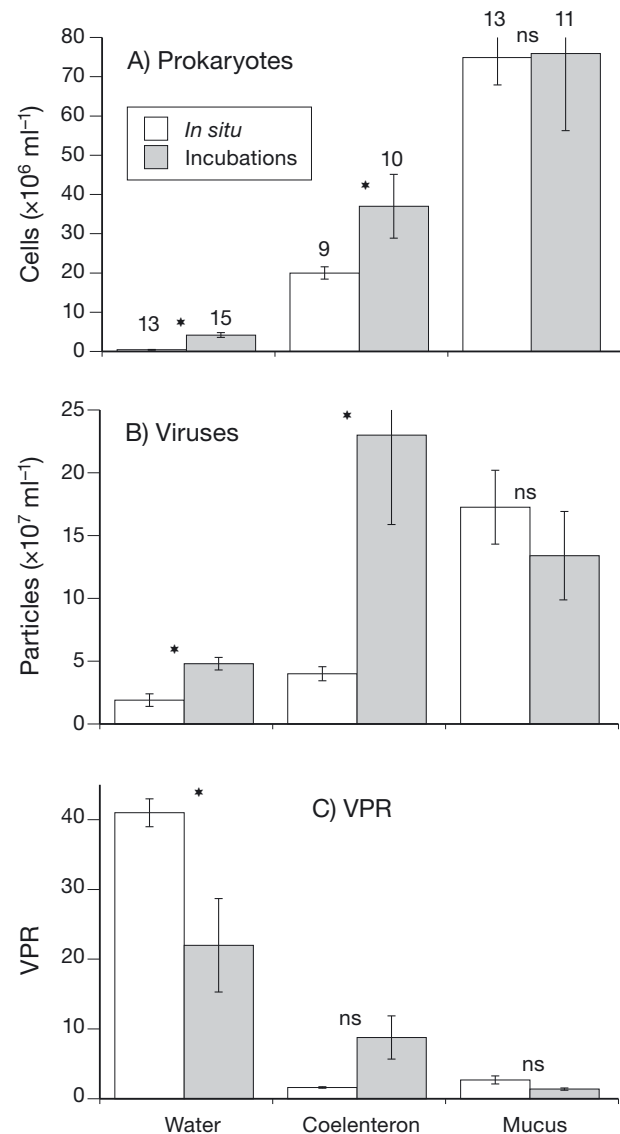 13 ns 11
80
A) Prokaryotes
70
60
In situ
Incubations
50
10
*
40
9
30
20
13 * 15
10
0
Cells (×10⁶ ml⁻¹)
25
B) Viruses
*
20
ns
15
10
*
5
0
Particles (×10⁷ ml⁻¹)
*
C) VPR
40
30
20
10
ns
ns
0
VPR
Water Coelenteron Mucus